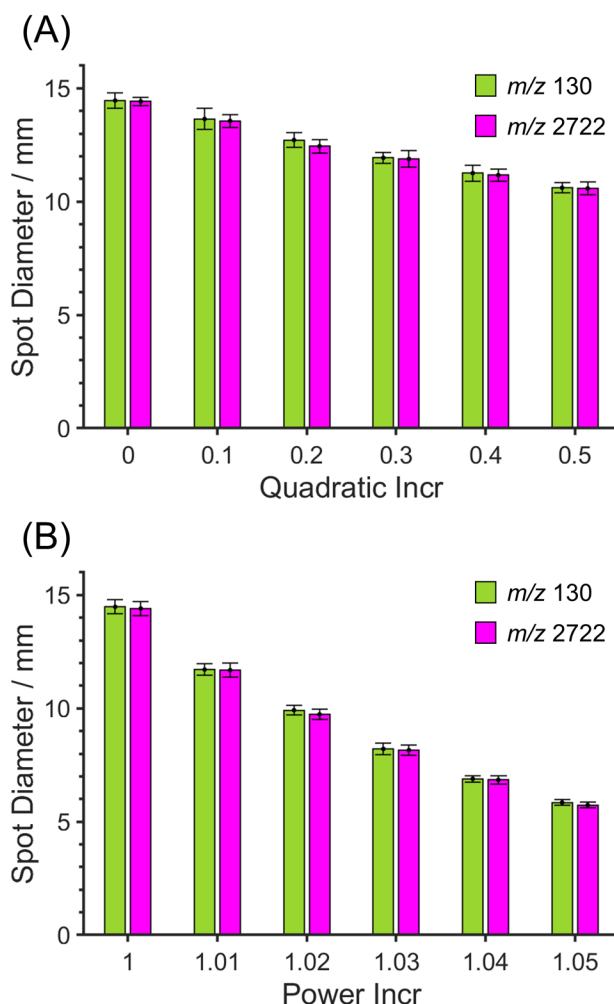 (A)
15
10
5
0
Spot Diameter / mm
m/z 130
m/z 2722
0 0.1 0.2 0.3 0.4 0.5
Quadratic Incr
(B)
15
10
5
0
Spot Diameter / mm
m/z 130
m/z 2722
1 1.01 1.02 1.03 1.04 1.05
Power Incr